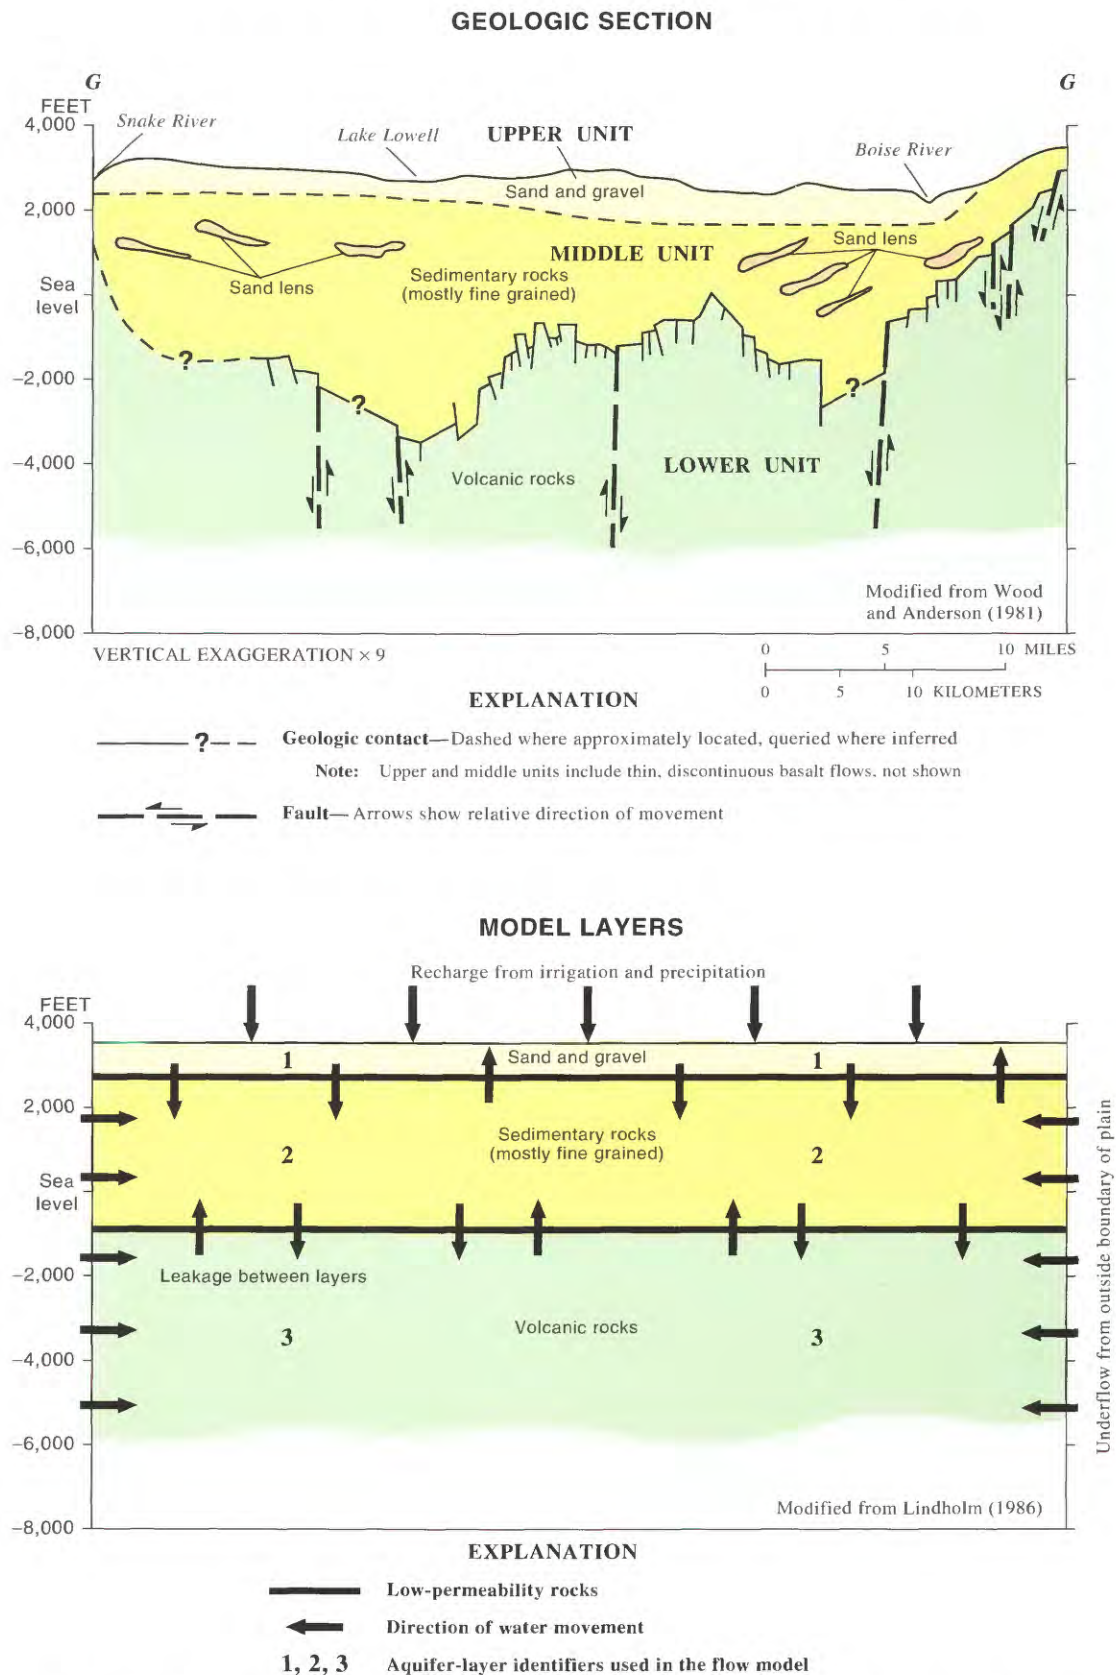 GEOLOGIC SECTION
G G
FEET
4,000
Snake River
Lake Lowell
UPPER UNIT
Boise River
Sand and gravel
2,000
MIDDLE UNIT
Sand lens
Sedimentary rocks
(mostly fine grained)
Sand lens
Sea
level
?
-2,000
?
?
-4,000
Volcanic rocks
LOWER UNIT
-6,000
Modified from Wood
and Anderson (1981)
-8,000
VERTICAL EXAGGERATION × 9
0 5 10 MILES
0 5 10 KILOMETERS
EXPLANATION
? Geologic contact—Dashed where approximately located, queried where inferred
Note: Upper and middle units include thin, discontinuous basalt flows, not shown
Fault—Arrows show relative direction of movement
MODEL LAYERS
Recharge from irrigation and precipitation
FEET
4,000
1 Sand and gravel 1
2,000
Sedimentary rocks
(mostly fine grained)
2 2
Sea
level
-2,000
Leakage between layers
3 Volcanic rocks 3
-4,000
-6,000
Underflow from outside boundary of plain
Modified from Lindholm (1986)
-8,000
EXPLANATION
Low-permeability rocks
Direction of water movement
1, 2, 3 Aquifer-layer identifiers used in the flow model